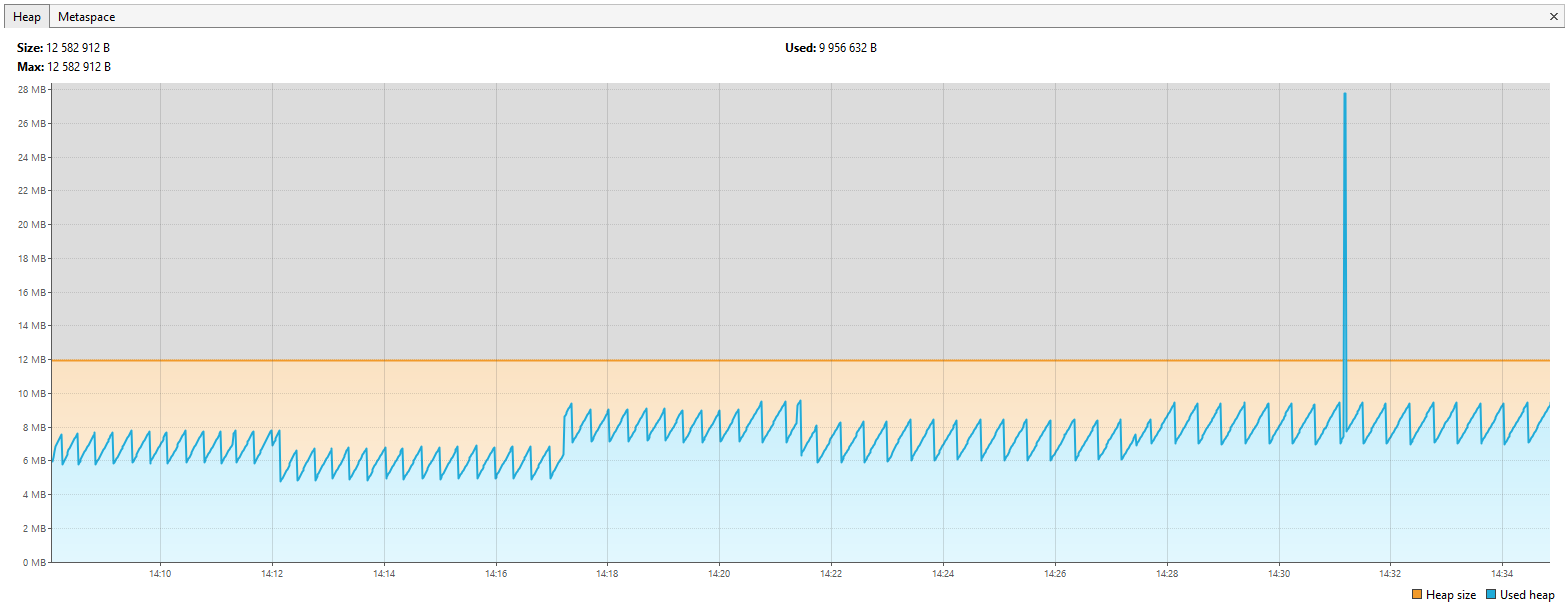 Heap Metaspace ×
Size: 12 582 912 B Used: 9 956 632 B
Max: 12 582 912 B
28 MB
26 MB
24 MB
22 MB
20 MB
18 MB
16 MB
14 MB
12 MB
10 MB
8 MB
6 MB
4 MB
2 MB
0 MB
14:10 14:12 14:14 14:16 14:18 14:20 14:22 14:24 14:26 14:28 14:30 14:32 14:34
Heap size Used heap